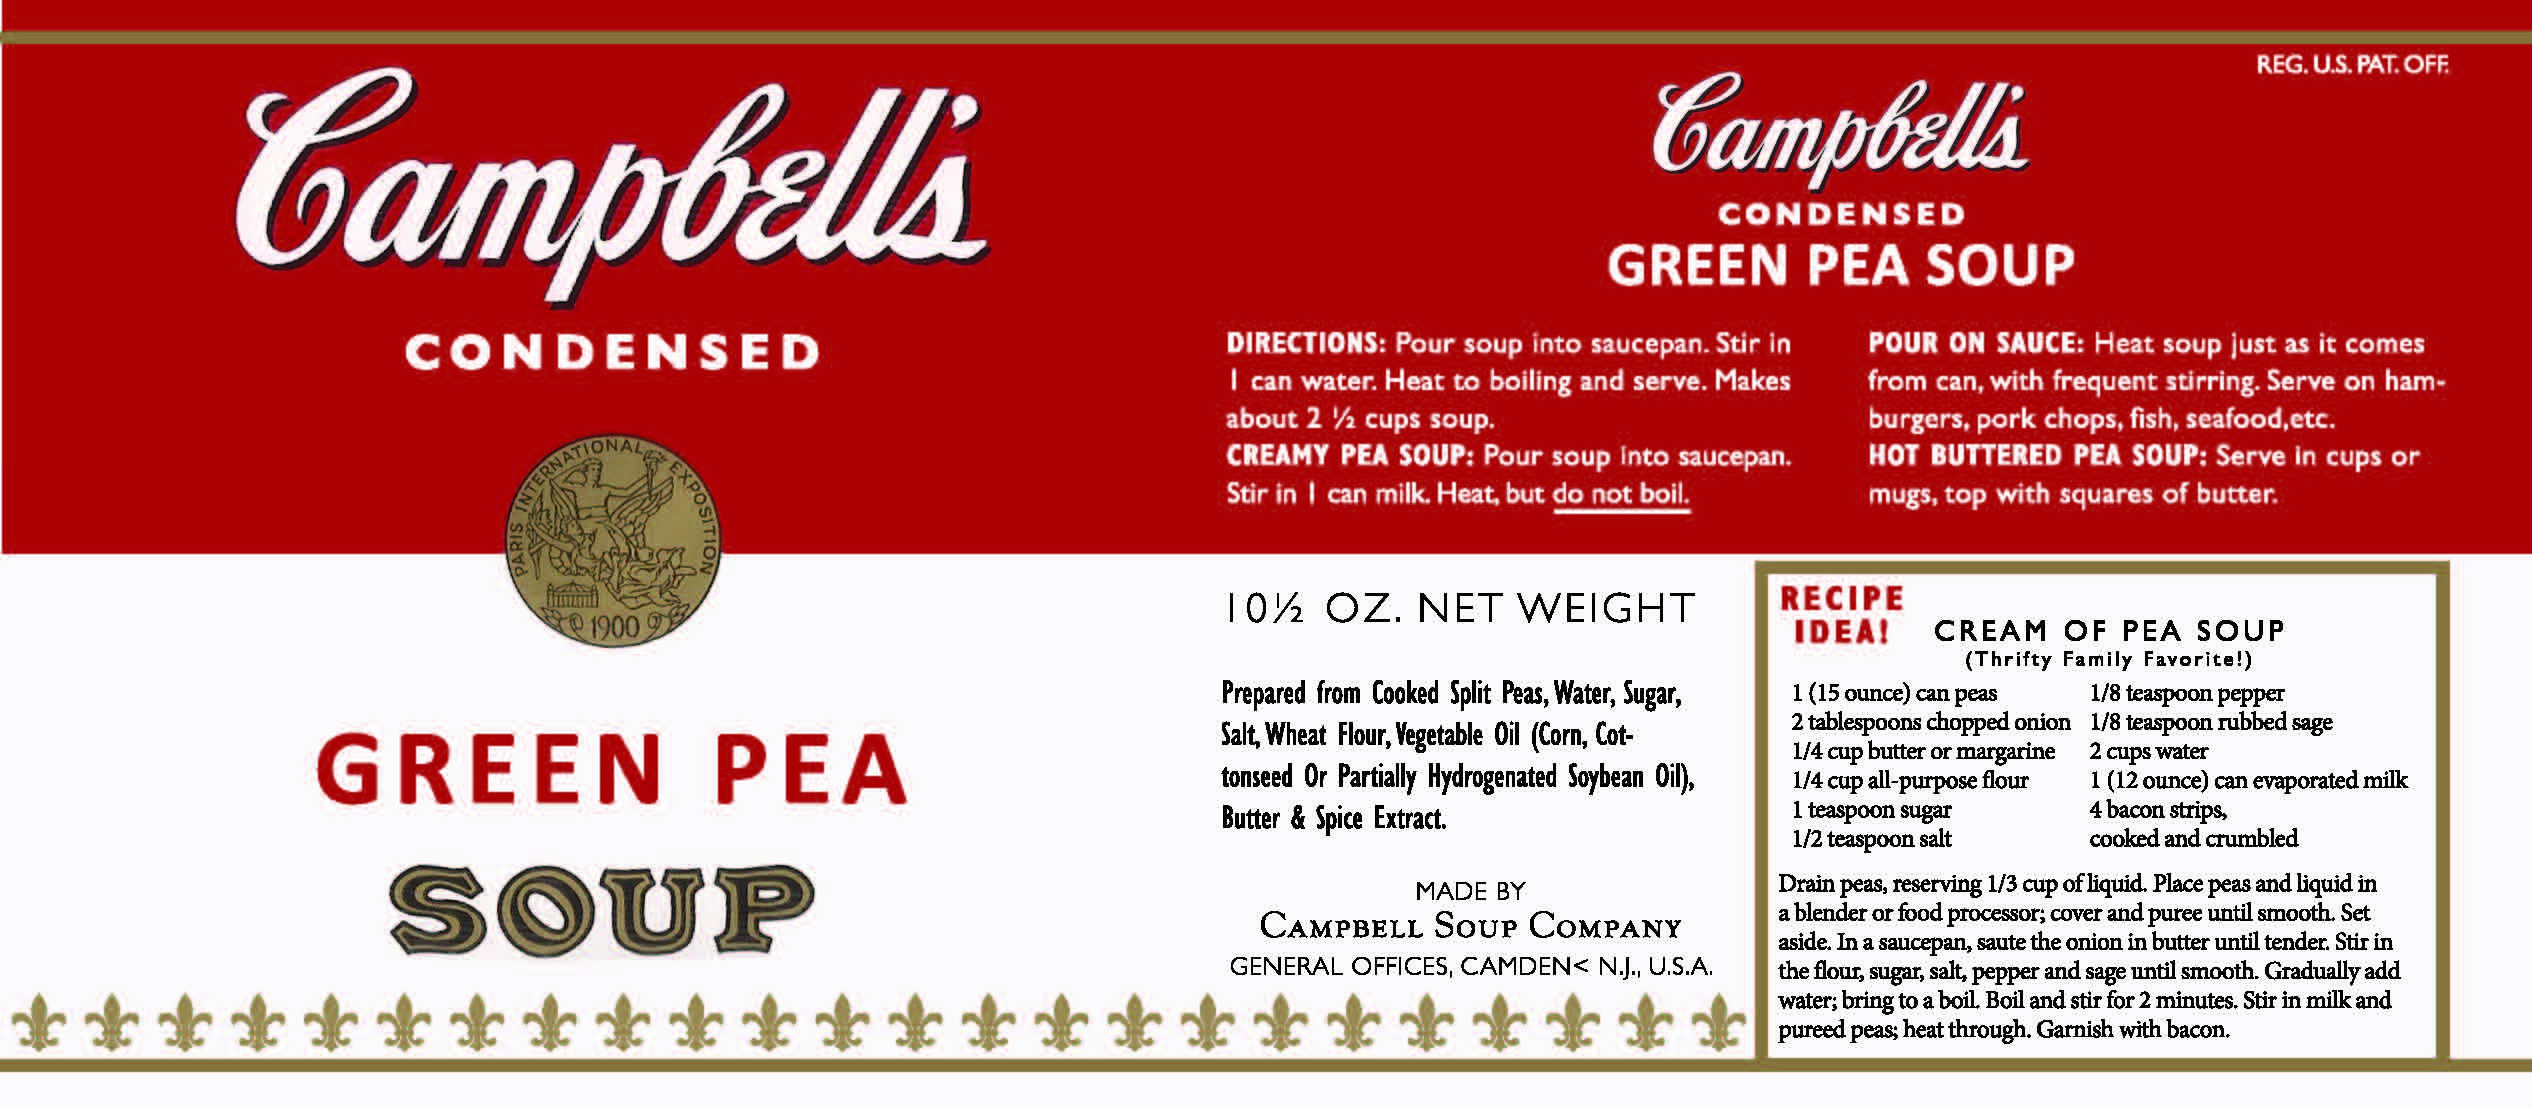 REG. U.S. PAT. OFF.
Campbell's
CONDENSED
PARIS INTERNATIONAL EXPOSITION
1900
GREEN PEA
SOUP
Campbell's
CONDENSED
GREEN PEA SOUP
DIRECTIONS: Pour soup into saucepan. Stir in
1 can water. Heat to boiling and serve. Makes
about 2 ½ cups soup.
CREAMY PEA SOUP: Pour soup into saucepan.
Stir in 1 can milk. Heat, but do not boil.
POUR ON SAUCE: Heat soup just as it comes
from can, with frequent stirring. Serve on ham-
burgers, pork chops, fish, seafood,etc.
HOT BUTTERED PEA SOUP: Serve in cups or
mugs, top with squares of butter.
10½ OZ. NET WEIGHT
Prepared from Cooked Split Peas, Water, Sugar,
Salt, Wheat Flour, Vegetable Oil (Corn, Cot-
tonseed Or Partially Hydrogenated Soybean Oil),
Butter & Spice Extract.
MADE BY
CAMPBELL SOUP COMPANY
GENERAL OFFICES, CAMDEN< N.J., U.S.A.
RECIPE
IDEA!
CREAM OF PEA SOUP
(Thrifty Family Favorite!)
1 (15 ounce) can peas
2 tablespoons chopped onion
1/4 cup butter or margarine
1/4 cup all-purpose flour
1 teaspoon sugar
1/2 teaspoon salt
1/8 teaspoon pepper
1/8 teaspoon rubbed sage
2 cups water
1 (12 ounce) can evaporated milk
4 bacon strips,
cooked and crumbled
Drain peas, reserving 1/3 cup of liquid. Place peas and liquid in
a blender or food processor; cover and puree until smooth. Set
aside. In a saucepan, saute the onion in butter until tender. Stir in
the flour, sugar, salt, pepper and sage until smooth. Gradually add
water; bring to a boil. Boil and stir for 2 minutes. Stir in milk and
pureed peas; heat through. Garnish with bacon.